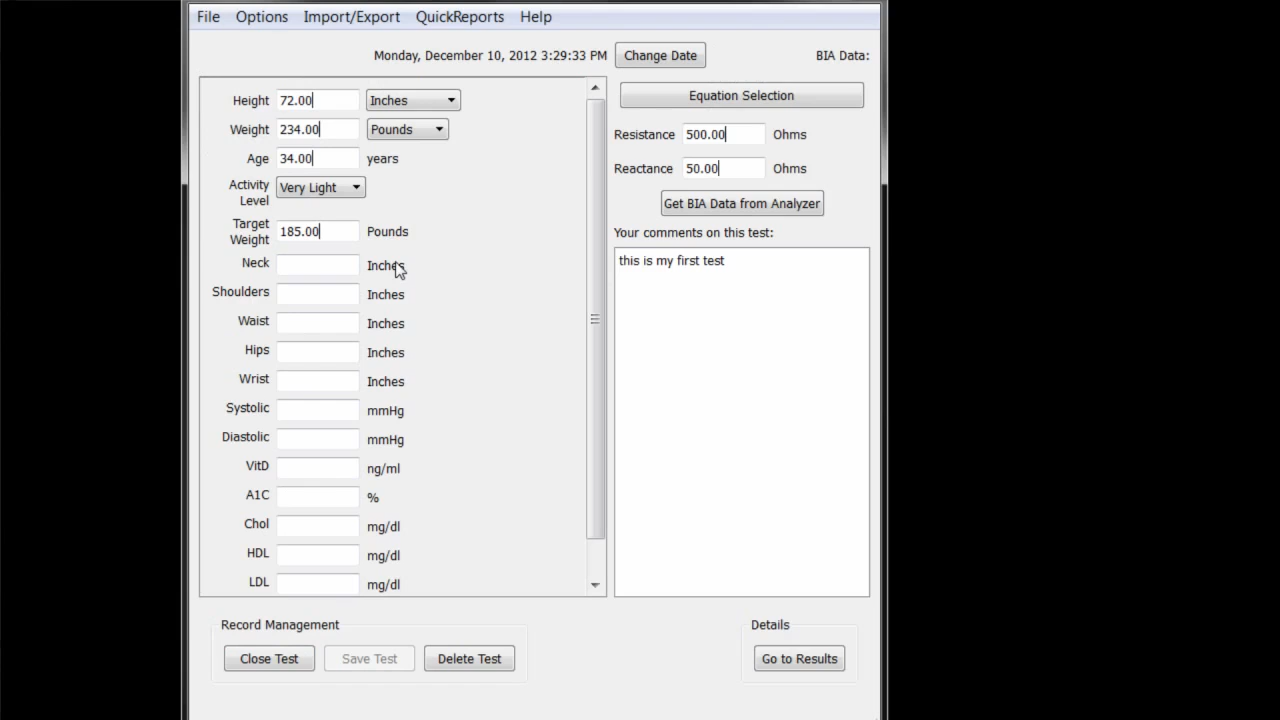 File Options Import/Export QuickReports Help
Monday, December 10, 2012 3:29:33 PM Change Date BIA Data:
Height 72.00 Inches
Weight 234.00 Pounds
Age 34.00 years
Activity Level Very Light
Target Weight 185.00 Pounds
Neck Inches
Shoulders Inches
Waist Inches
Hips Inches
Wrist Inches
Systolic mmHg
Diastolic mmHg
VitD ng/ml
A1C %
Chol mg/dl
HDL mg/dl
LDL mg/dl
Equation Selection
Resistance 500.00 Ohms
Reactance 50.00 Ohms
Get BIA Data from Analyzer
Your comments on this test:
this is my first test
Record Management
Close Test Save Test Delete Test
Details
Go to Results